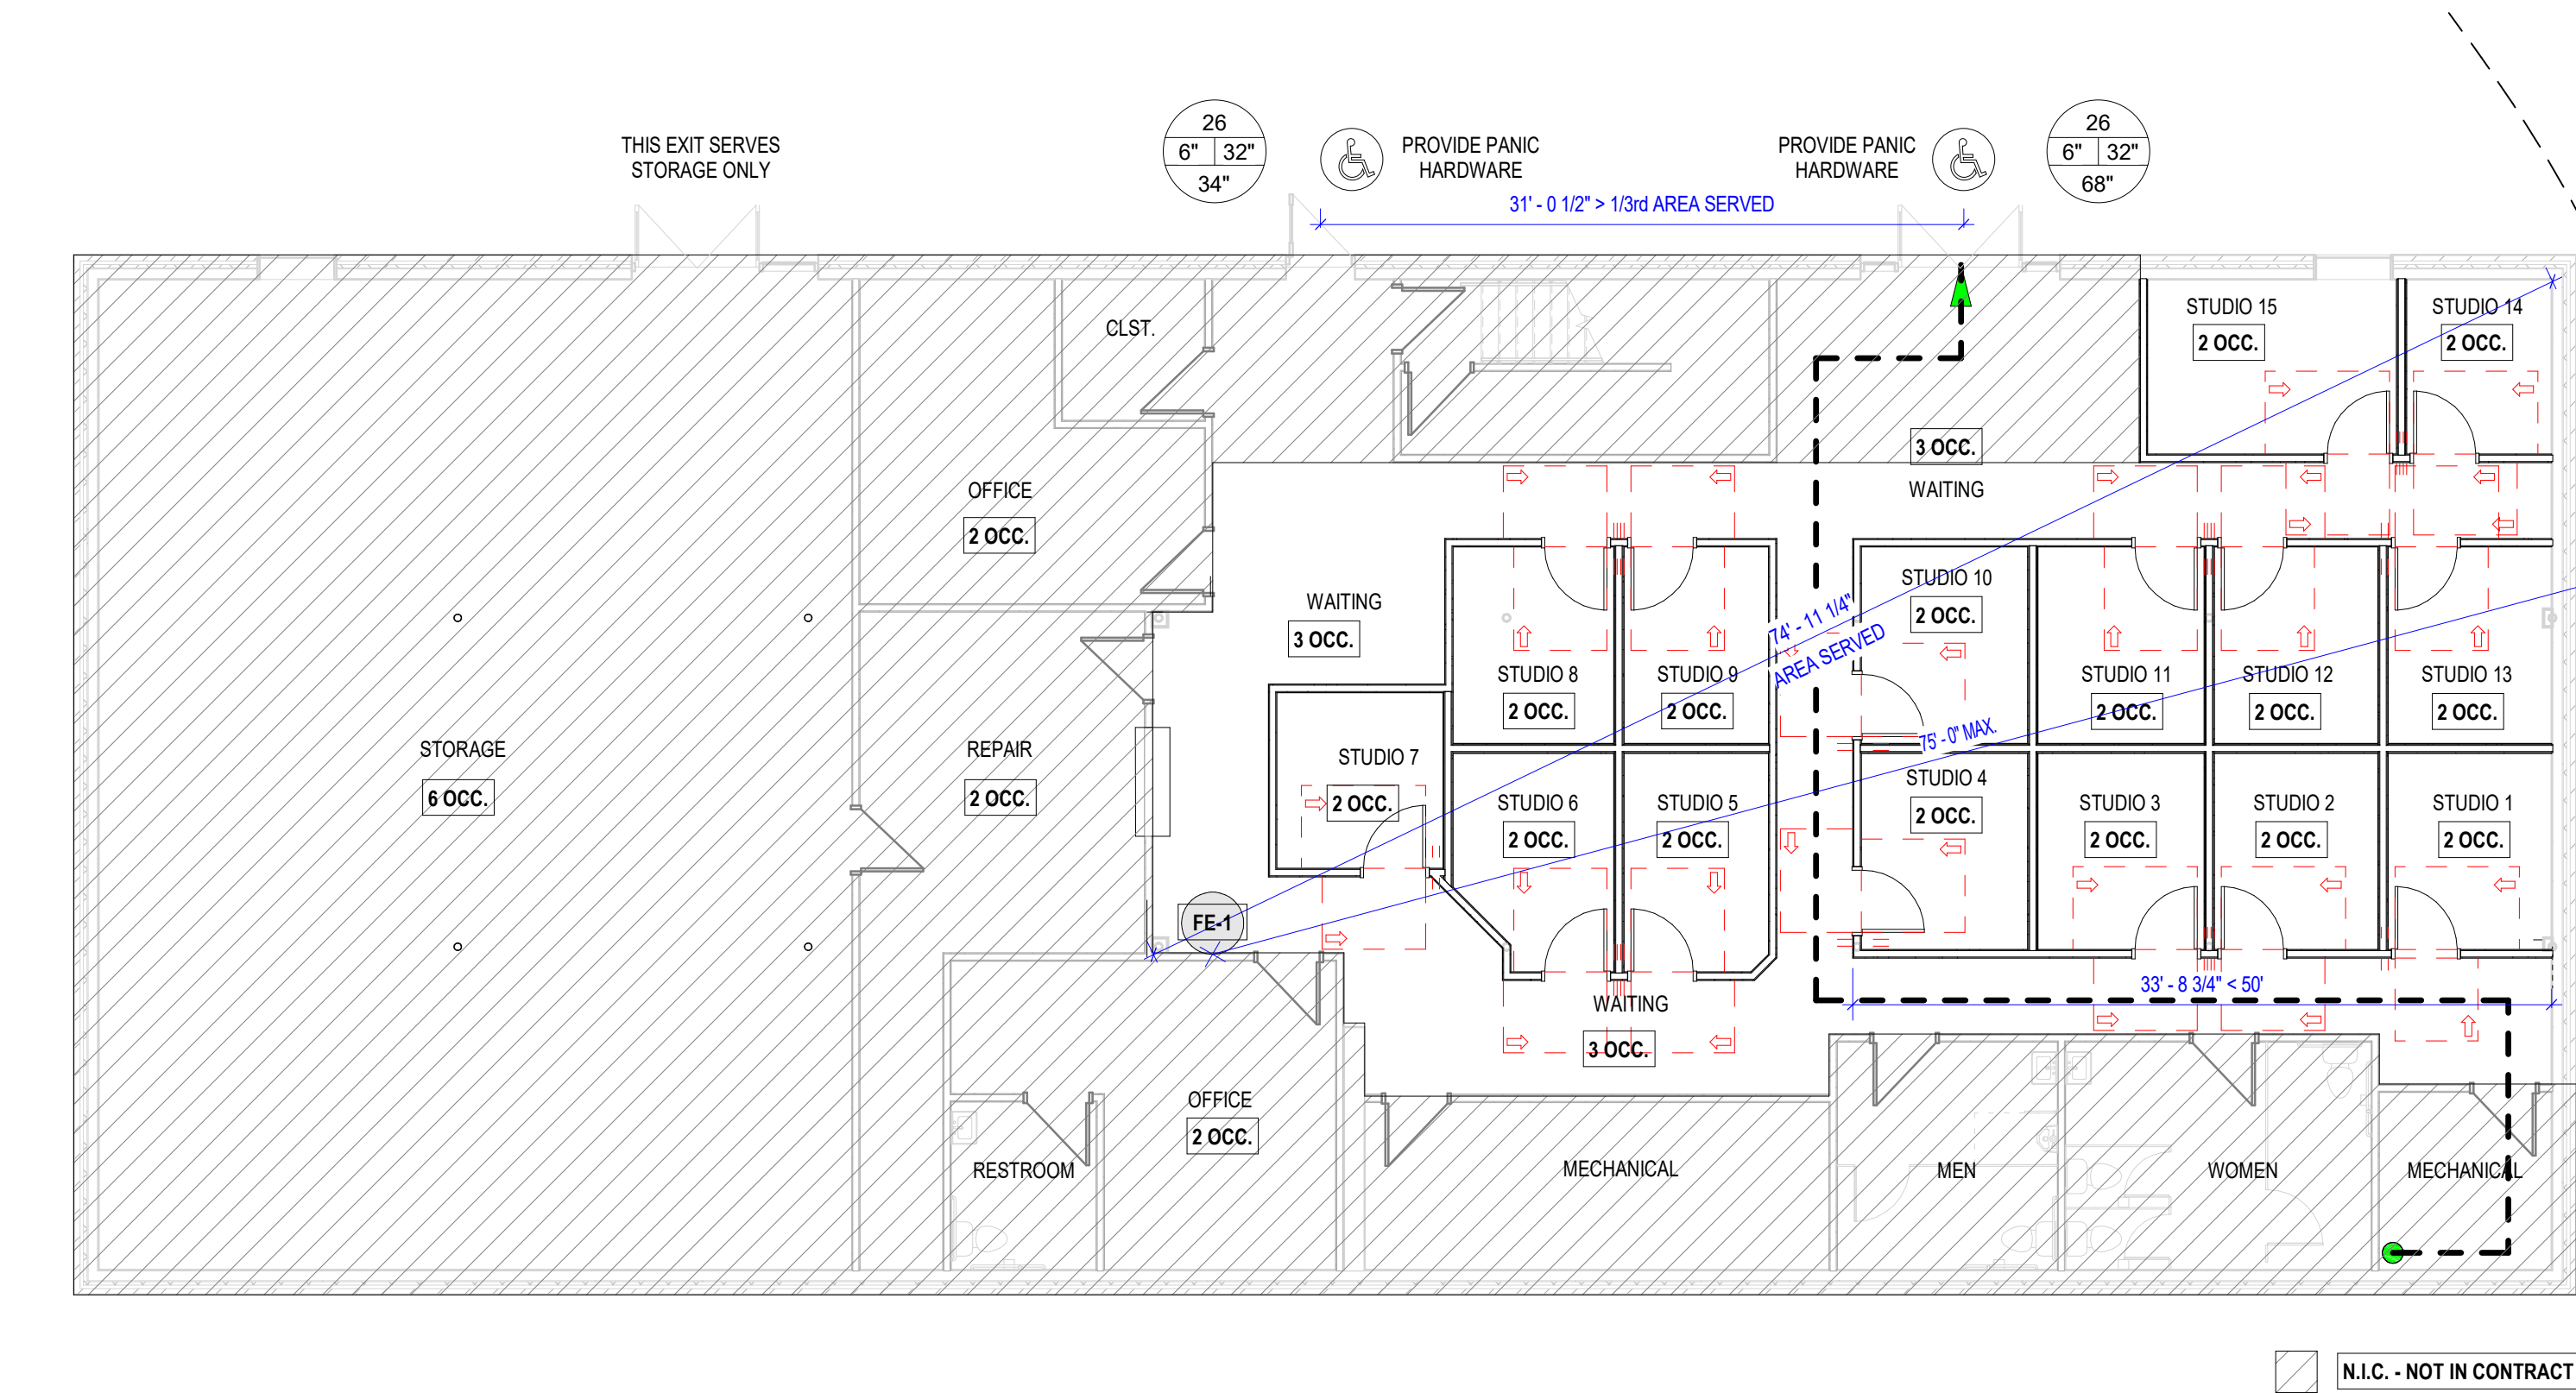 THIS EXIT SERVES
STORAGE ONLY
26
6" 32"
34"
PROVIDE PANIC
HARDWARE
PROVIDE PANIC
HARDWARE
26
6" 32"
68"
31' - 0 1/2" > 1/3rd AREA SERVED
CLST.
STUDIO 15
2 OCC.
STUDIO 14
2 OCC.
3 OCC.
WAITING
OFFICE
2 OCC.
WAITING
3 OCC.
STUDIO 8
2 OCC.
STUDIO 9
2 OCC.
74' - 11 1/4"
AREA SERVED
STUDIO 10
2 OCC.
STUDIO 11
2 OCC.
STUDIO 12
2 OCC.
STUDIO 13
2 OCC.
75' - 0" MAX.
STORAGE
6 OCC.
REPAIR
2 OCC.
STUDIO 7
2 OCC.
STUDIO 6
2 OCC.
STUDIO 5
2 OCC.
STUDIO 4
2 OCC.
STUDIO 3
2 OCC.
STUDIO 2
2 OCC.
STUDIO 1
2 OCC.
FE-1
33' - 8 3/4" < 50'
WAITING
3 OCC.
OFFICE
2 OCC.
RESTROOM
MECHANICAL
MEN
WOMEN
MECHANICAL
N.I.C. - NOT IN CONTRACT